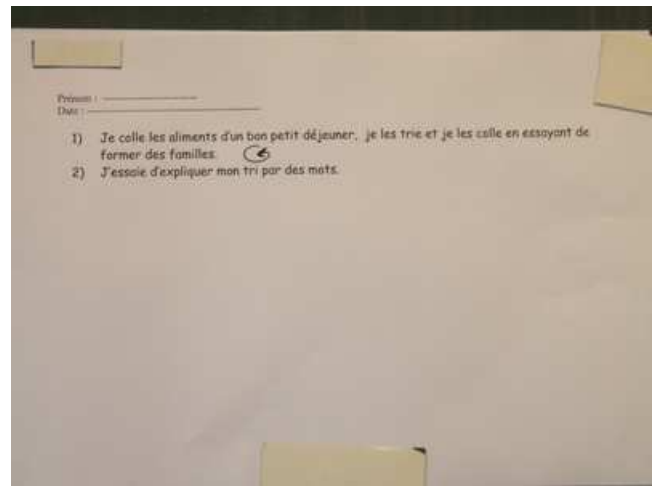 Prénom :
Date :
1) Je colle les aliments d'un bon petit déjeuner, je les trie et je les colle en essayant de
former des familles. 6
2) J'essaie d'expliquer mon tri par des mots.